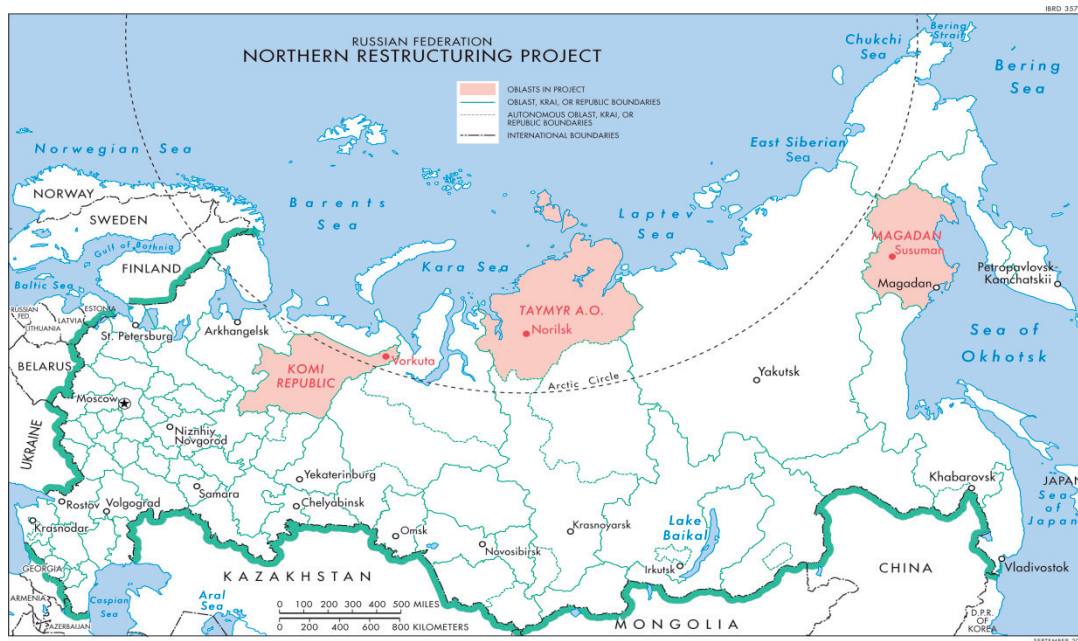 IBRD 357
RUSSIAN FEDERATION
NORTHERN RESTRUCTURING PROJECT
OBLASTS IN PROJECT
OBLAST, KRAI, OR REPUBLIC BOUNDARIES
AUTONOMOUS OBLAST, KRAI, OR
REPUBLIC BOUNDARIES
INTERNATIONAL BOUNDARIES
Chukchi
Sea
Bering
Strait
Bering
Sea
East Siberian
Sea
Norwegian Sea
Barents
Sea
Laptev
Sea
Kara Sea
NORWAY
SWEDEN
Gulf of Bothnia
FINLAND
Baltic Sea
RUSSIAN
FED.
ESTONIA
LATVIA
LITHUANIA
BELARUS
UKRAINE
St. Petersburg
Arkhangelsk
KOMI
REPUBLIC
Vorkuta
TAYMYR A.O.
Norilsk
Arctic Circle
MAGADAN
Susuman
Magadan
Petropavlovsk-
Kamchatskii
Sea of
Okhotsk
Yakutsk
Moscow
Nizhniy
Novgorod
Yekaterinburg
Samara
Chelyabinsk
Rostov
Volgograd
Krasnodar
Omsk
Novosibirsk
Krasnoyarsk
Lake
Baikal
Irkutsk
Khabarovsk
JAPAN
Sea
of
Japan
Vladivostok
GEORGIA
ARMENIA
AZERBAIJAN
Caspian
Sea
KAZAKHSTAN
Aral
Sea
0 100 200 300 400 500 MILES
0 200 400 600 800 KILOMETERS
MONGOLIA
CHINA
D.P.R.
OF KOREA